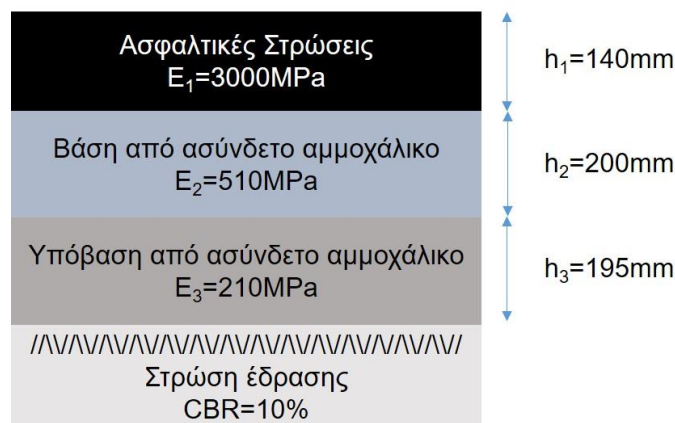 Ασφαλτικές Στρώσεις
E₁=3000MPa
h₁=140mm
Βάση από ασύνδετο αμμοχάλικο
E₂=510MPa
h₂=200mm
Υπόβαση από ασύνδετο αμμοχάλικο
E₃=210MPa
h₃=195mm
Στρώση έδρασης
CBR=10%